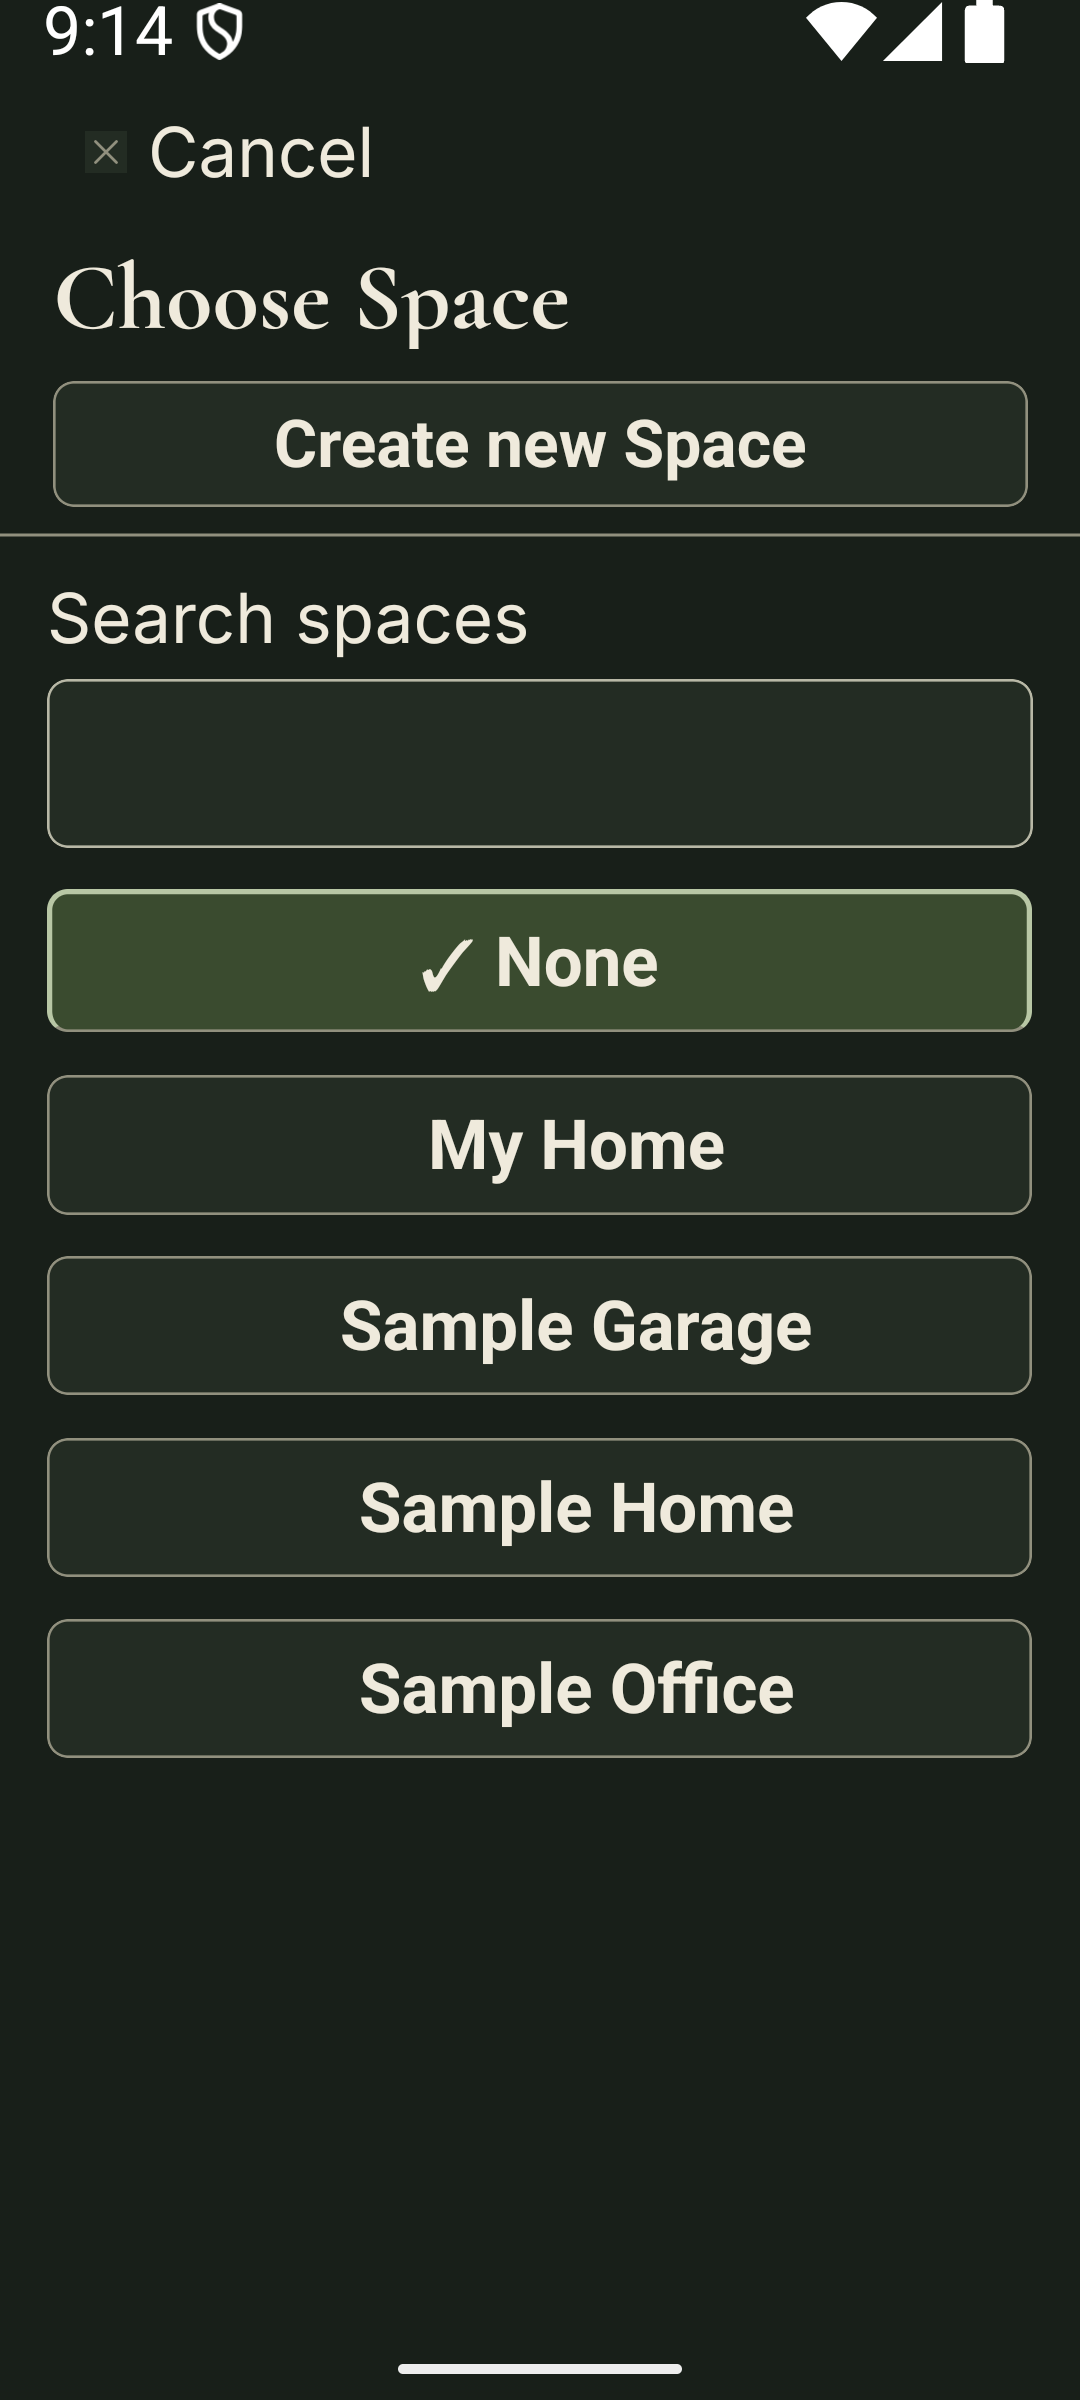 9:14
Cancel
Choose Space
Create new Space
Search spaces
✓ None
My Home
Sample Garage
Sample Home
Sample Office